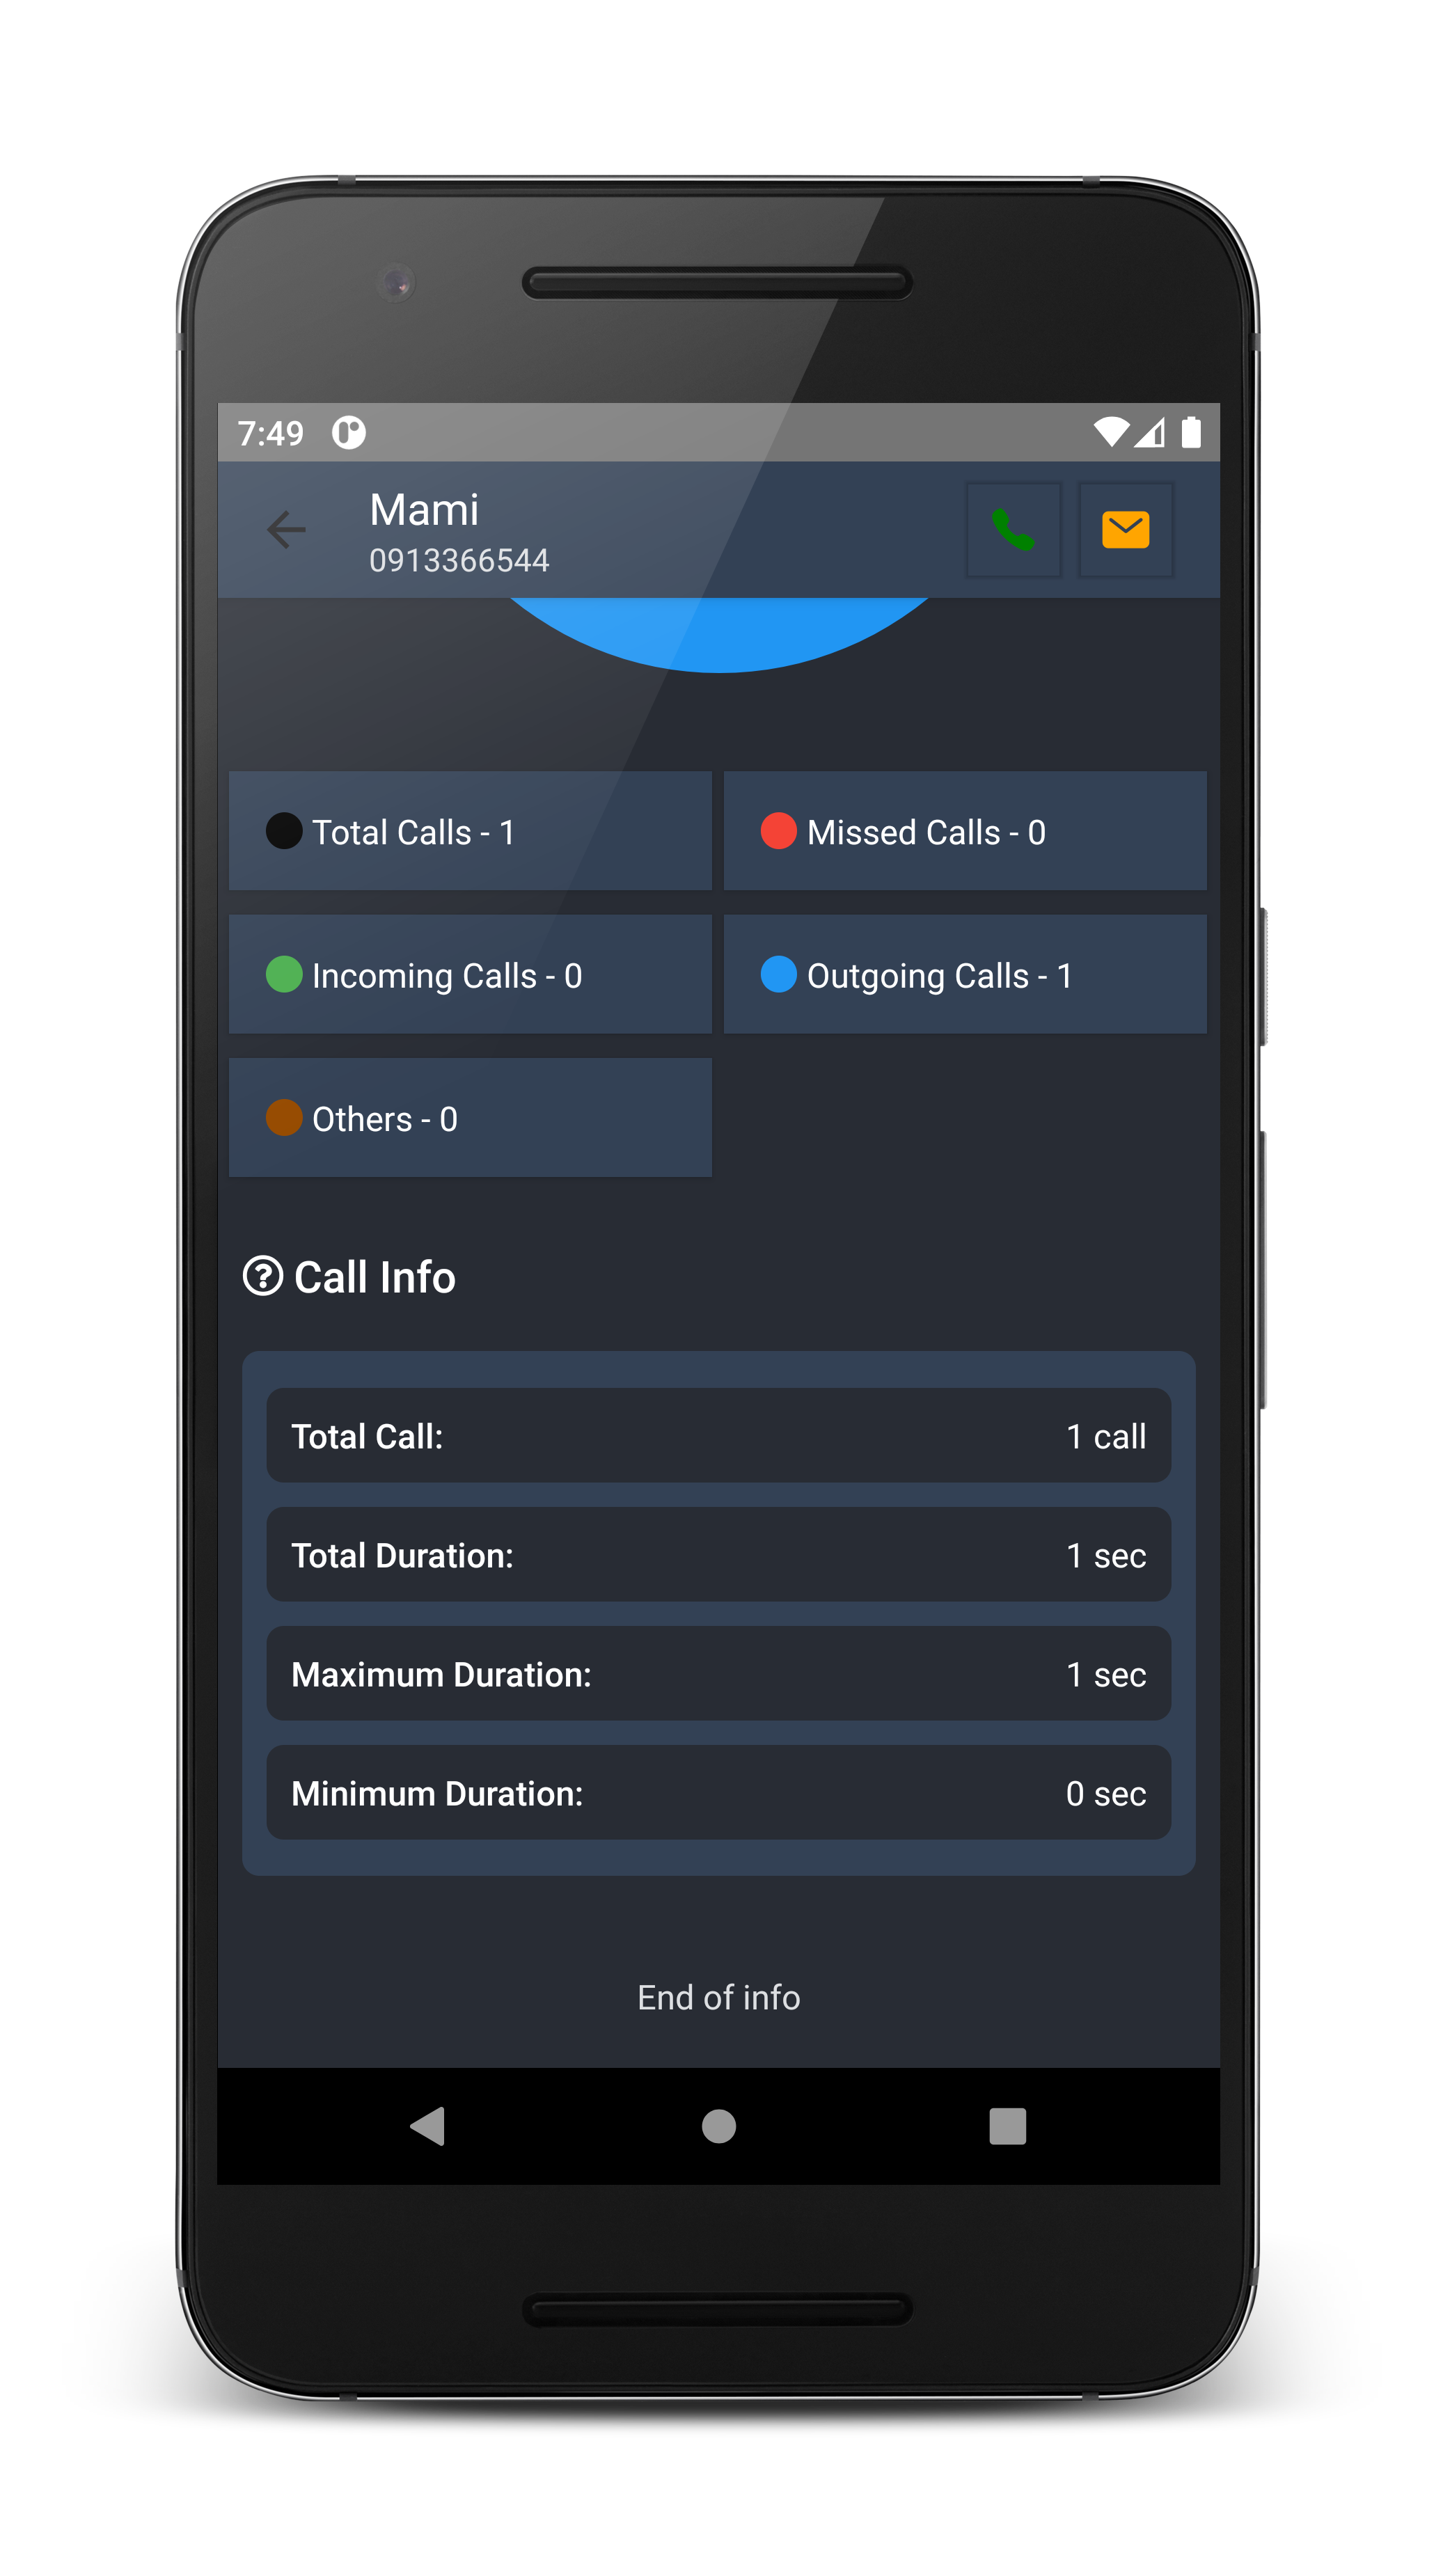 7:49
Mami
0913366544
Total Calls - 1
Missed Calls - 0
Incoming Calls - 0
Outgoing Calls - 1
Others - 0
Call Info
Total Call: 1 call
Total Duration: 1 sec
Maximum Duration: 1 sec
Minimum Duration: 0 sec
End of info